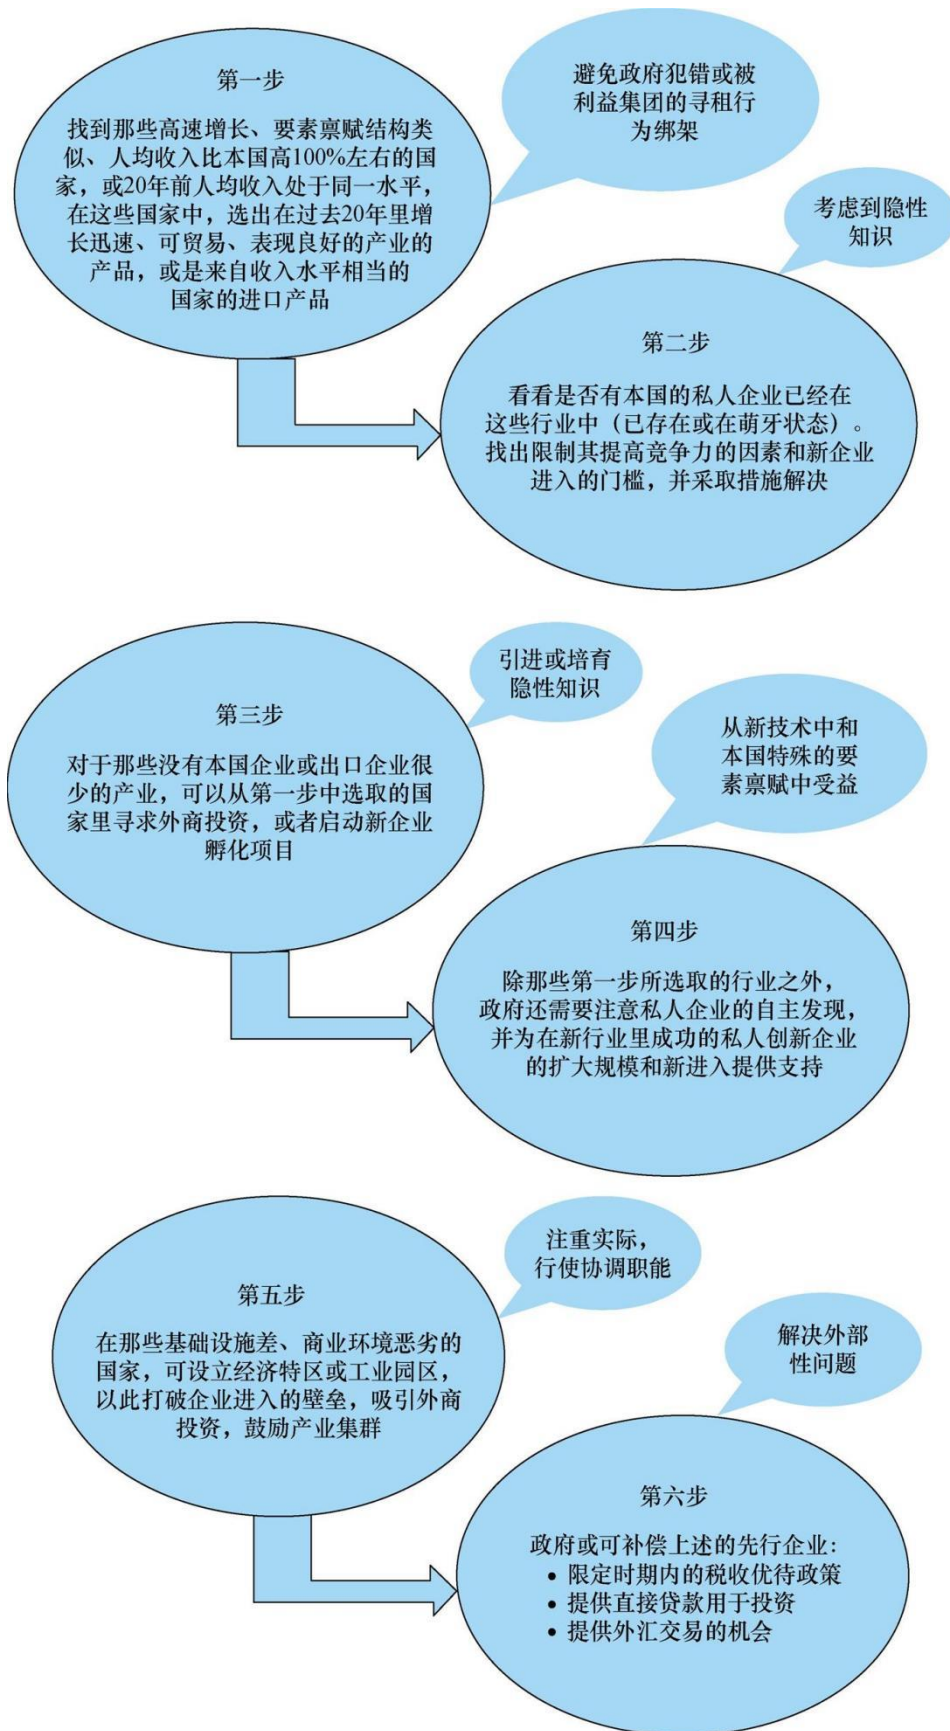 第一步
找到那些高速增长、要素禀赋结构类
似、人均收入比本国高100%左右的国
家，或20年前人均收入处于同一水平，
在这些国家中，选出在过去20年里增
长迅速、可贸易、表现良好的产业的
产品，或是来自收入水平相当的
国家的进口产品
避免政府犯错或被
利益集团的寻租行
为绑架
考虑到隐性
知识
第二步
看看是否有本国的私人企业已经在
这些行业中（已存在或在萌牙状态）。
找出限制其提高竞争力的因素和新企业
进入的门槛，并采取措施解决
引进或培育
隐性知识
第三步
对于那些没有本国企业或出口企业很
少的产业，可以从第一步中选取的国
家里寻求外商投资，或者启动新企业
孵化项目
从新技术中和
本国特殊的要
素禀赋中受益
第四步
除那些第一步所选取的行业之外，
政府还需要注意私人企业的自主发现，
并为在新行业里成功的私人创新企业
的扩大规模和新进入提供支持
注重实际，
行使协调职能
第五步
在那些基础设施差、商业环境恶劣的
国家，可设立经济特区或工业园区，
以此打破企业进入的壁垒，吸引外商
投资，鼓励产业集群
解决外部
性问题
第六步
政府或可补偿上述的先行企业：
• 限定时期内的税收优待政策
• 提供直接贷款用于投资
• 提供外汇交易的机会